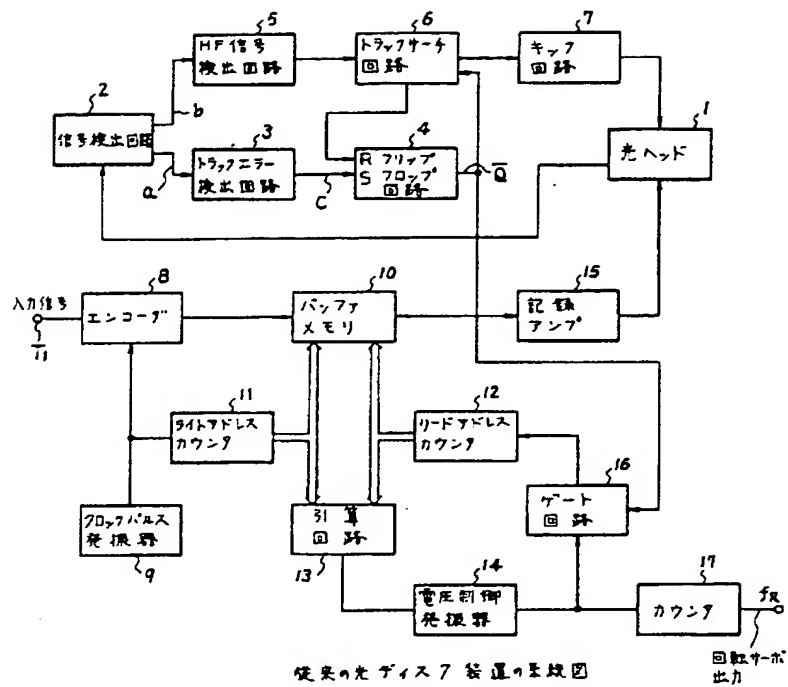 5
HF信号
検出回路
6
トラックサーチ
回路
7
キック
回路
2
信号検出回路
b
a
3
トラックエラー
検出回路
C
4
R フリップ
S フロップ
回路
Q
1
光ヘッド
入力信号
I1
8
エンコーダ
10
バッファ
メモリ
15
記録
アンプ
11
ライトアドレス
カウンタ
12
リードアドレス
カウンタ
16
ゲート
回路
クロックパルス
発振器
9
引算
回路
13
14
電圧制御
発振器
17
カウンタ
fR
回転サーボ
出力
従来の光ディスク装置の系統図